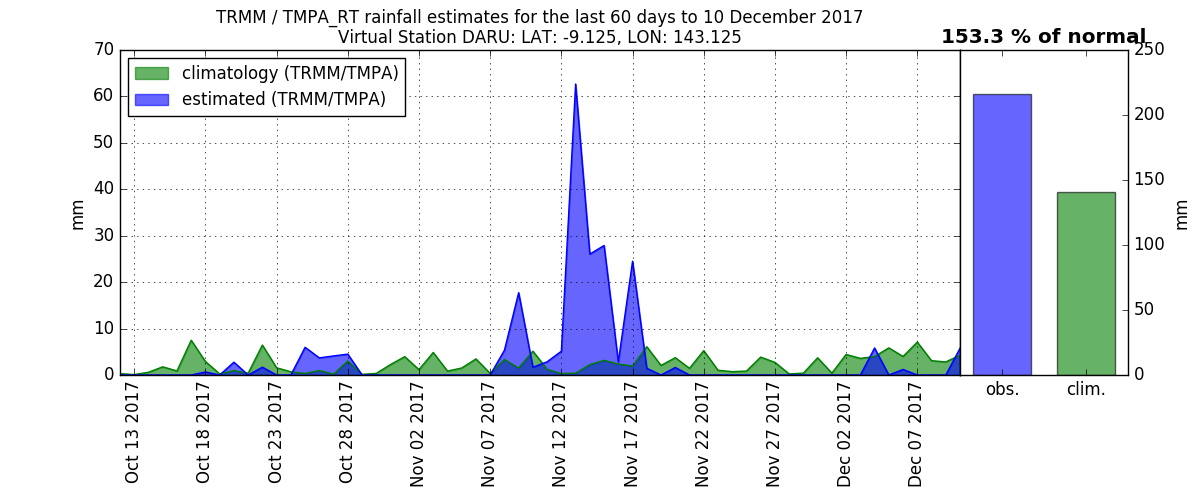 TRMM / TMPA_RT rainfall estimates for the last 60 days to 10 December 2017
Virtual Station DARU: LAT: -9.125, LON: 143.125
153.3 % of normal
climatology (TRMM/TMPA)
estimated (TRMM/TMPA)
mm
70
60
50
40
30
20
10
0
Oct 13 2017
Oct 18 2017
Oct 23 2017
Oct 28 2017
Nov 02 2017
Nov 07 2017
Nov 12 2017
Nov 17 2017
Nov 22 2017
Nov 27 2017
Dec 02 2017
Dec 07 2017
obs.
clim.
250
200
150
100
50
0
mm